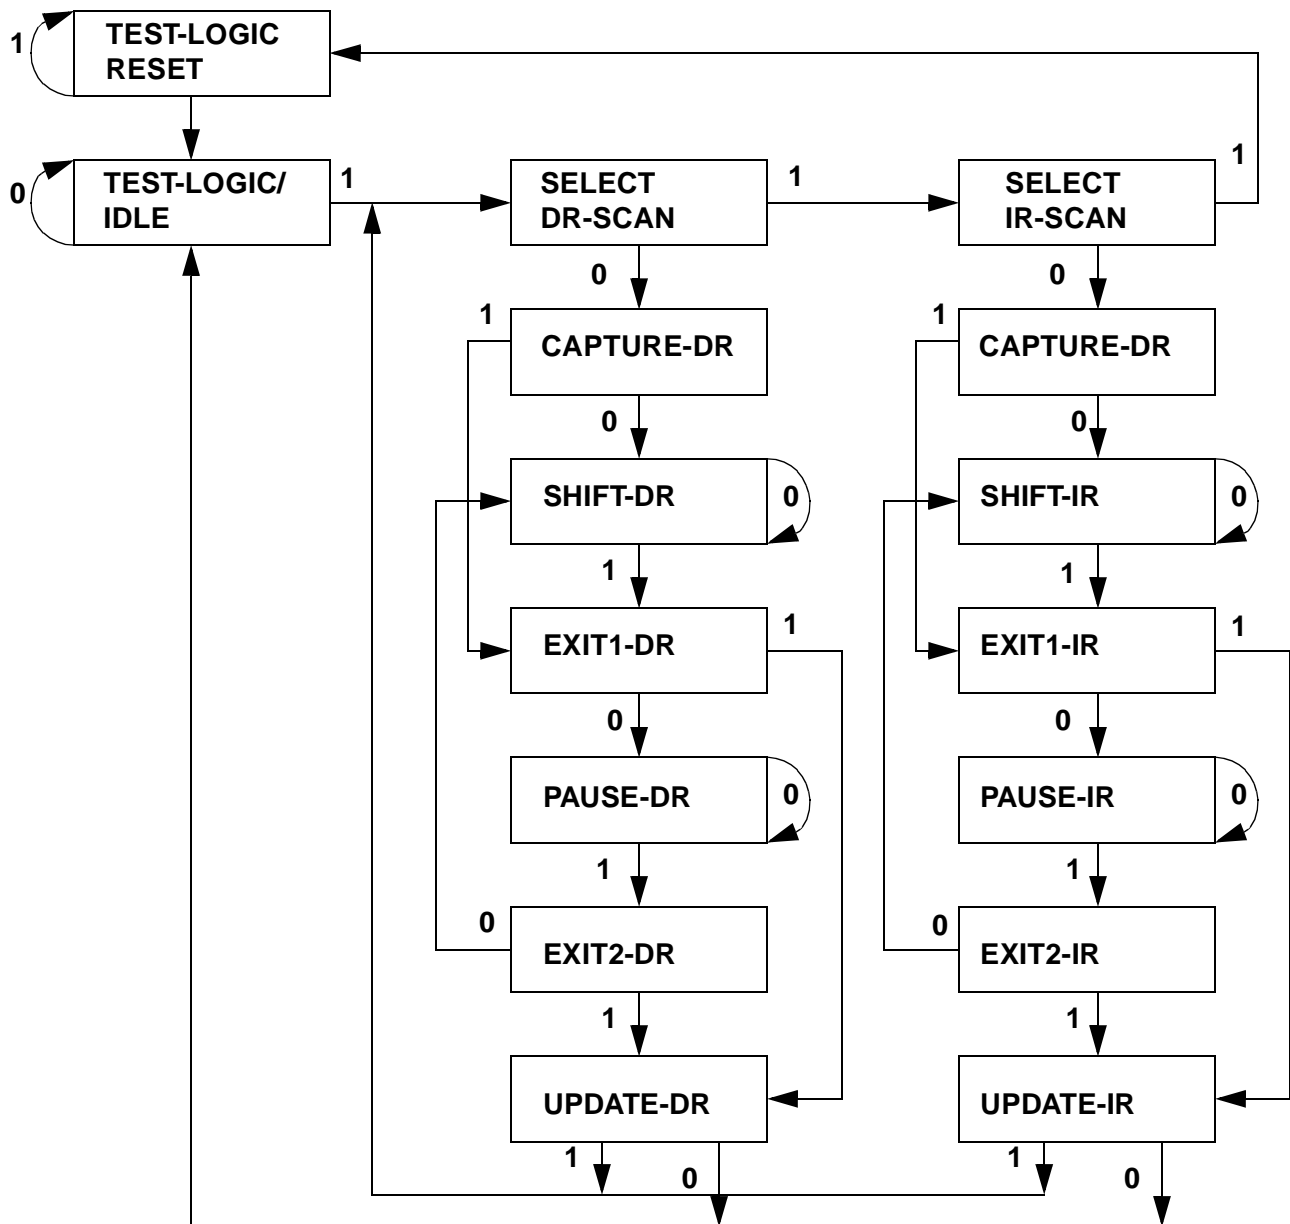 1
TEST-LOGIC
RESET
0
TEST-LOGIC/
IDLE
1
SELECT
DR-SCAN
1
SELECT
IR-SCAN
1
0
0
1
CAPTURE-DR
1
CAPTURE-DR
0
0
SHIFT-DR
0
SHIFT-IR
0
1
1
EXIT1-DR
1
EXIT1-IR
1
0
0
PAUSE-DR
0
PAUSE-IR
0
1
1
0
EXIT2-DR
0
EXIT2-IR
1
1
UPDATE-DR
UPDATE-IR
1
0
1
0